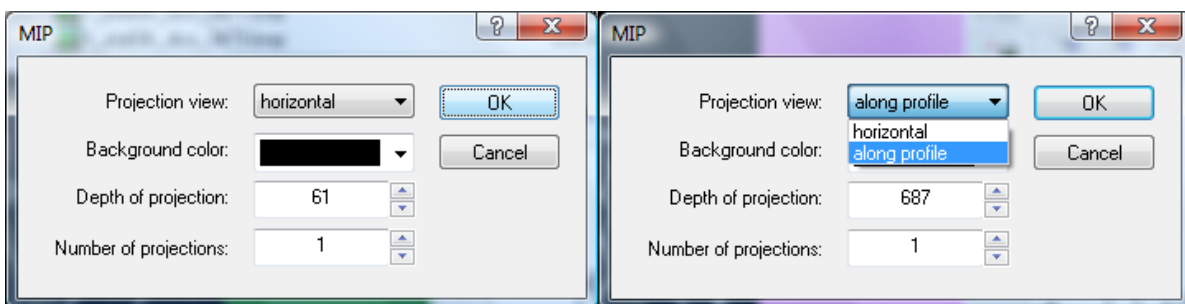 MIP
Projection view: horizontal OK
Background color: Cancel
Depth of projection: 61
Number of projections: 1
MIP
Projection view: along profile OK
horizontal
Background color: along profile Cancel
Depth of projection: 687
Number of projections: 1